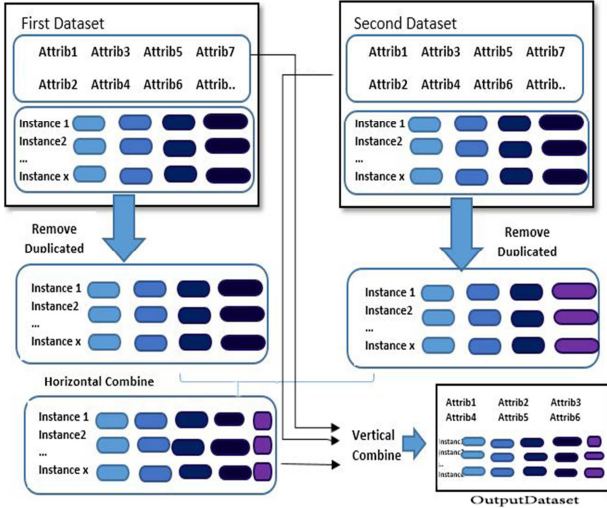 First Dataset
Attrib1 Attrib3 Attrib5 Attrib7
Attrib2 Attrib4 Attrib6 Attrib..
Instance 1
Instance2
...
Instance x
Remove
Duplicated
Instance 1
Instance2
...
Instance x
Second Dataset
Attrib1 Attrib3 Attrib5 Attrib7
Attrib2 Attrib4 Attrib6 Attrib..
Instance 1
Instance2
...
Instance x
Remove
Duplicated
Instance 1
Instance2
...
Instance x
Horizontal Combine
Instance 1
Instance2
...
Instance x
Vertical
Combine
Attrib1 Attrib2 Attrib3
Attrib4 Attrib5 Attrib6
OutputDataset